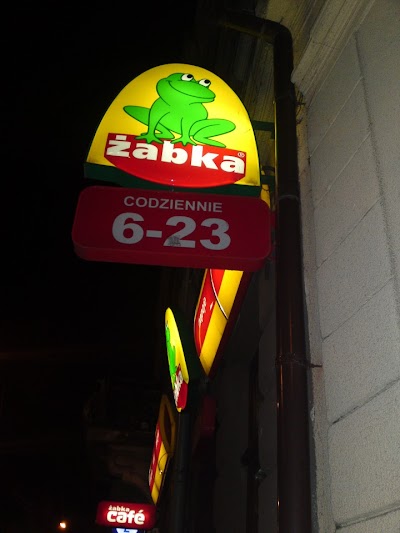 żabka
CODZIENNIE
6-23
żabka
café